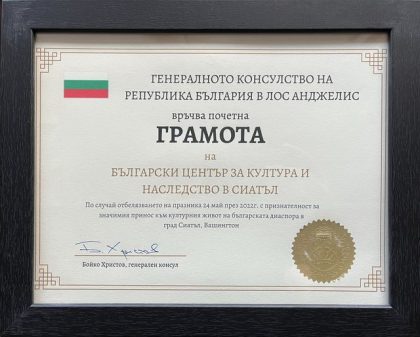 ГЕНЕРАЛНОТО КОНСУЛСТВО НА
РЕПУБЛИКА БЪЛГАРИЯ В ЛОС АНДЖЕЛИС
връчва почетна
ГРАМОТА
на
БЪЛГАРСКИ ЦЕНТЪР ЗА КУЛТУРА И
НАСЛЕДСТВО В СИАТЪЛ
По случай отбелязването на празника 24 май през 2022г. с признателност за
значимия принос към културния живот на българската диаспора в
град Сиатъл, Вашингтон
Б. Христов
Бойко Христов, генерален консул